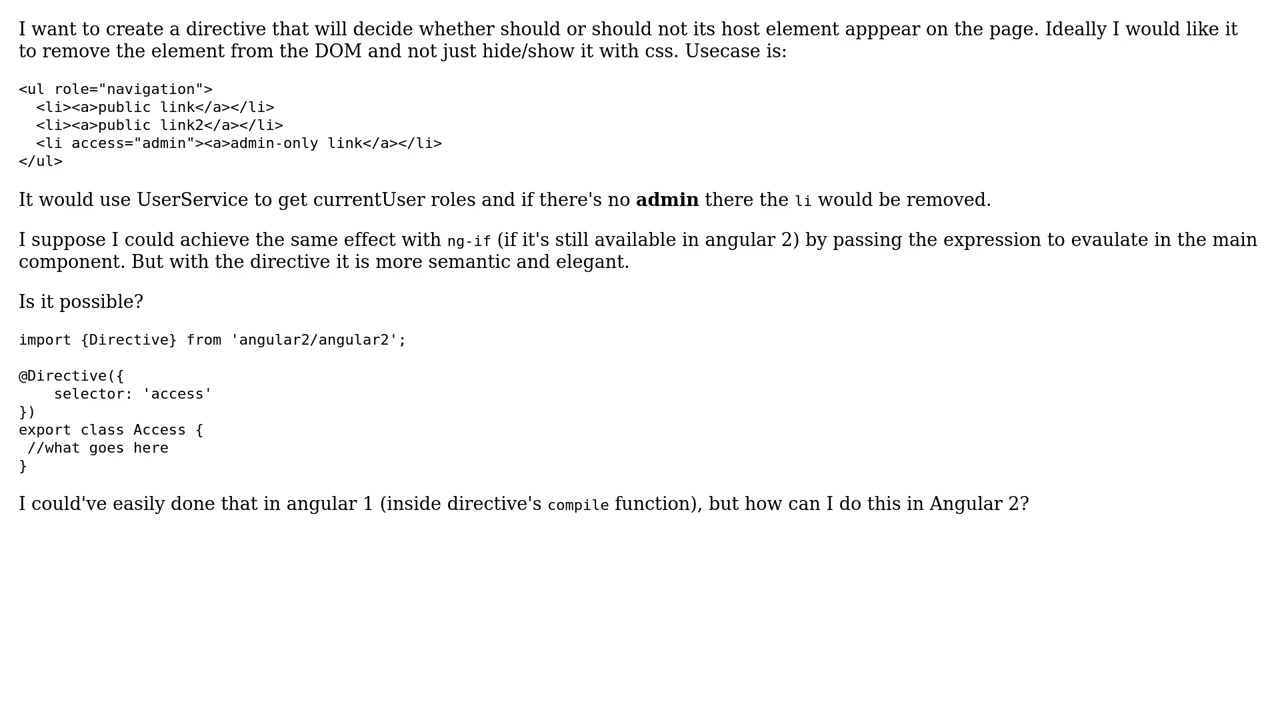 I want to create a directive that will decide whether should or should not its host element apppear on the page. Ideally I would like it
to remove the element from the DOM and not just hide/show it with css. Usecase is:
<ul role="navigation">
  <li><a>public link</a></li>
  <li><a>public link2</a></li>
  <li access="admin"><a>admin-only link</a></li>
</ul>
It would use UserService to get currentUser roles and if there's no admin there the li would be removed.
I suppose I could achieve the same effect with ng-if (if it's still available in angular 2) by passing the expression to evaulate in the main
component. But with the directive it is more semantic and elegant.
Is it possible?
import {Directive} from 'angular2/angular2';
@Directive({
    selector: 'access'
})
export class Access {
 //what goes here
}
I could've easily done that in angular 1 (inside directive's compile function), but how can I do this in Angular 2?